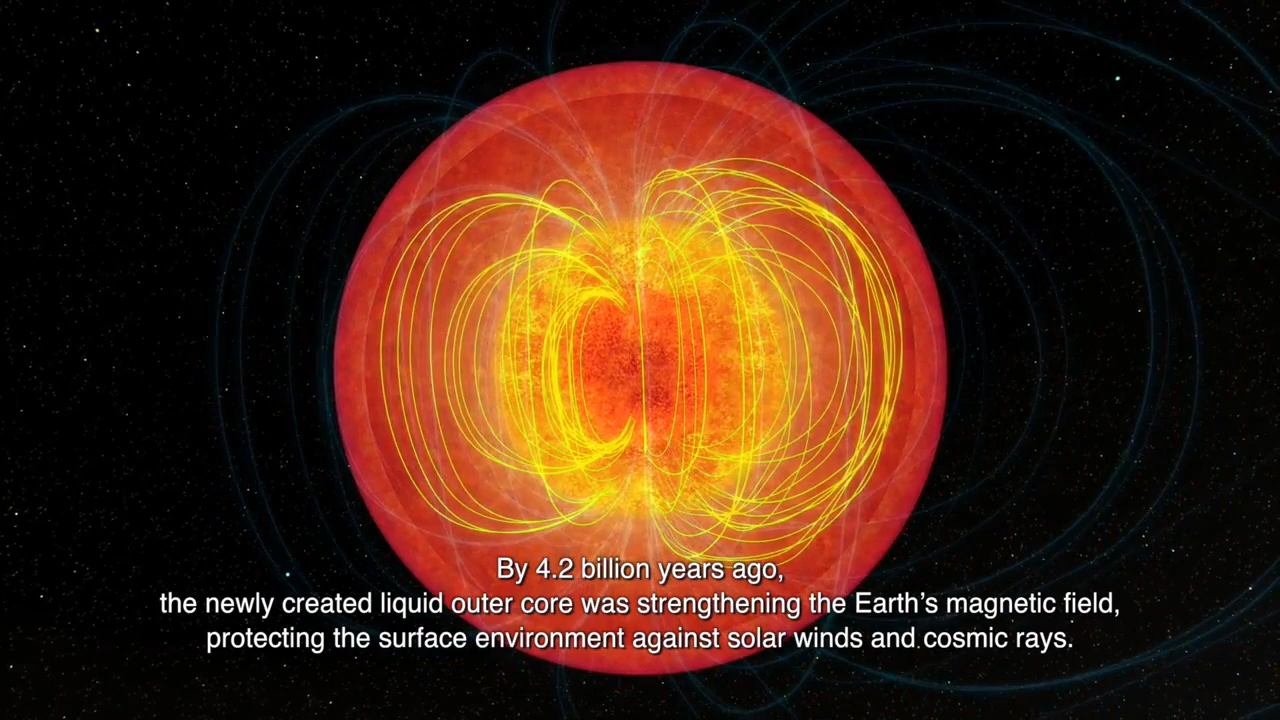 By 4.2 billion years ago,
the newly created liquid outer core was strengthening the Earth’s magnetic field,
protecting the surface environment against solar winds and cosmic rays.